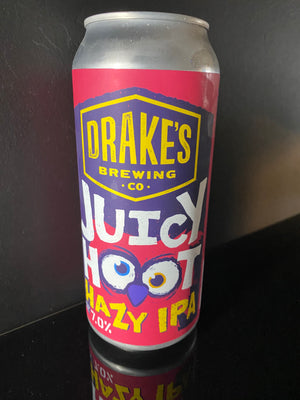 DRAKE'S
BREWING
·CO·
JUICY
HOOT
HAZY IPA
7.0%